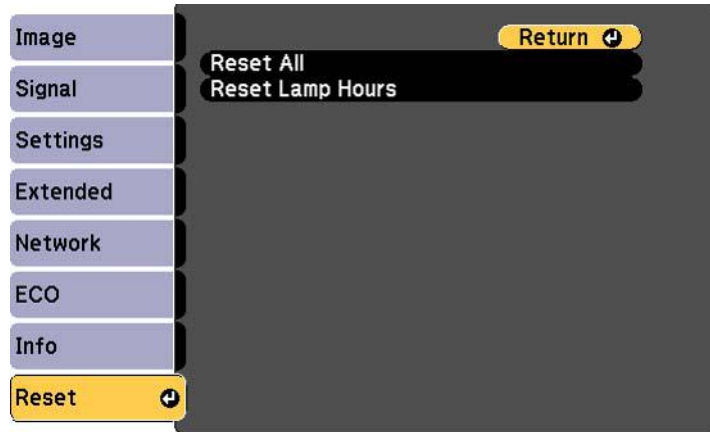 Image
Signal
Settings
Extended
Network
ECO
Info
Reset
Return
Reset All
Reset Lamp Hours